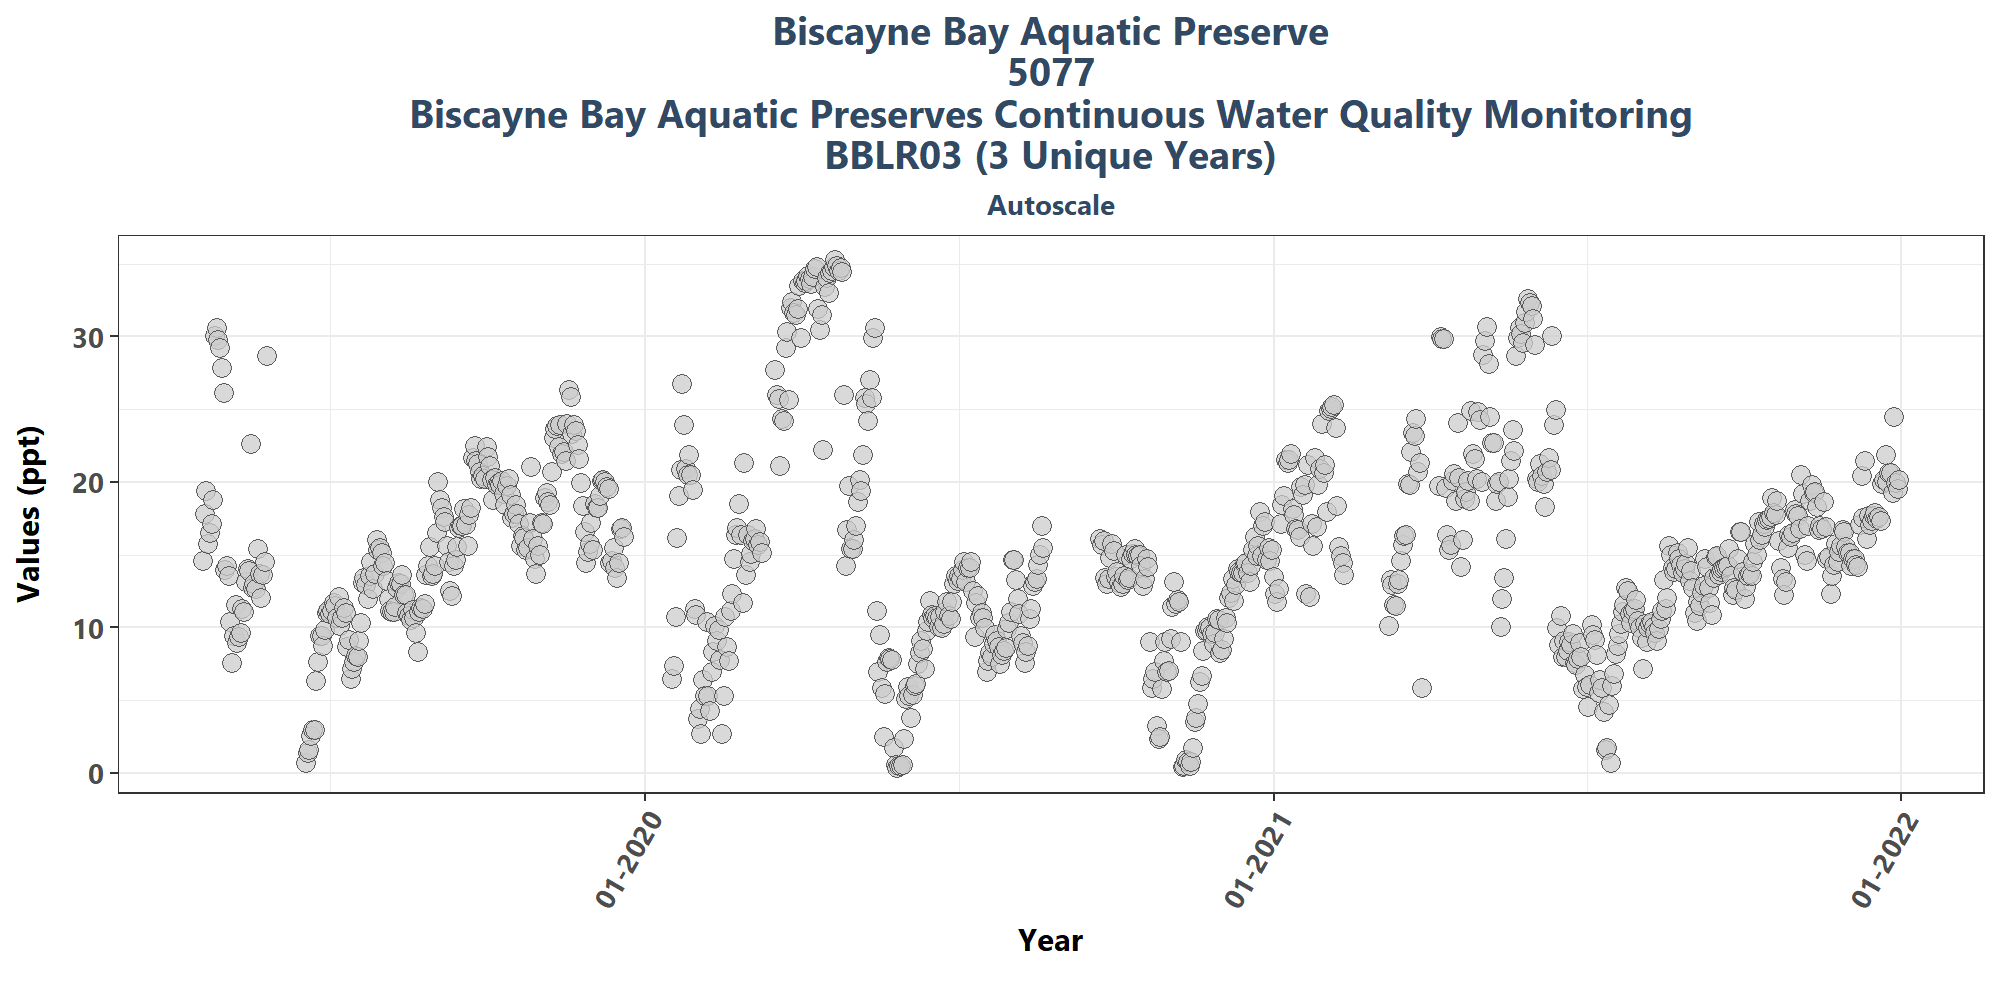 Biscayne Bay Aquatic Preserve
5077
Biscayne Bay Aquatic Preserves Continuous Water Quality Monitoring
BBLR03 (3 Unique Years)
Autoscale
Values (ppt)
30
20
10
0
01-2020
01-2021
01-2022
Year